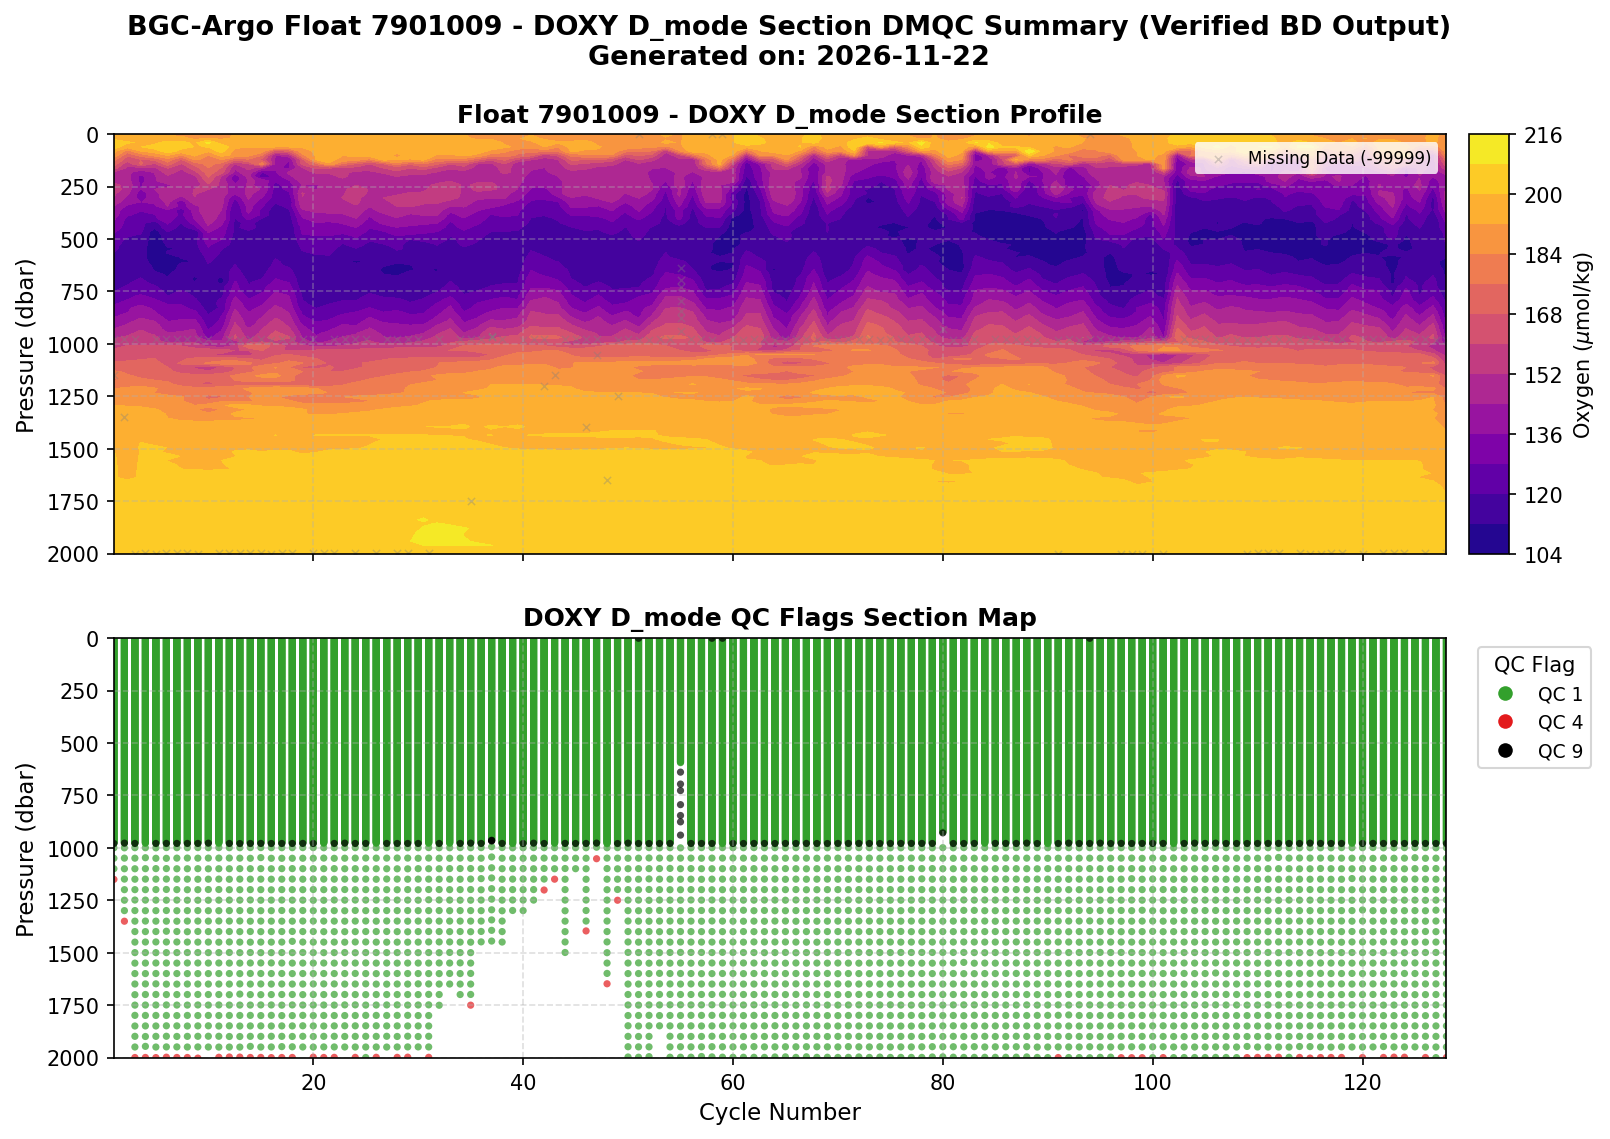 BGC-Argo Float 7901009 - DOXY D_mode Section DMQC Summary (Verified BD Output)
Generated on: 2026-11-22
Float 7901009 - DOXY D_mode Section Profile
Pressure (dbar)
0
250
500
750
1000
1250
1500
1750
2000
Missing Data (-99999)
216
200
184
168
152
136
120
104
Oxygen (μmol/kg)
DOXY D_mode QC Flags Section Map
Pressure (dbar)
0
250
500
750
1000
1250
1500
1750
2000
20
40
60
80
100
120
Cycle Number
QC Flag
QC 1
QC 4
QC 9